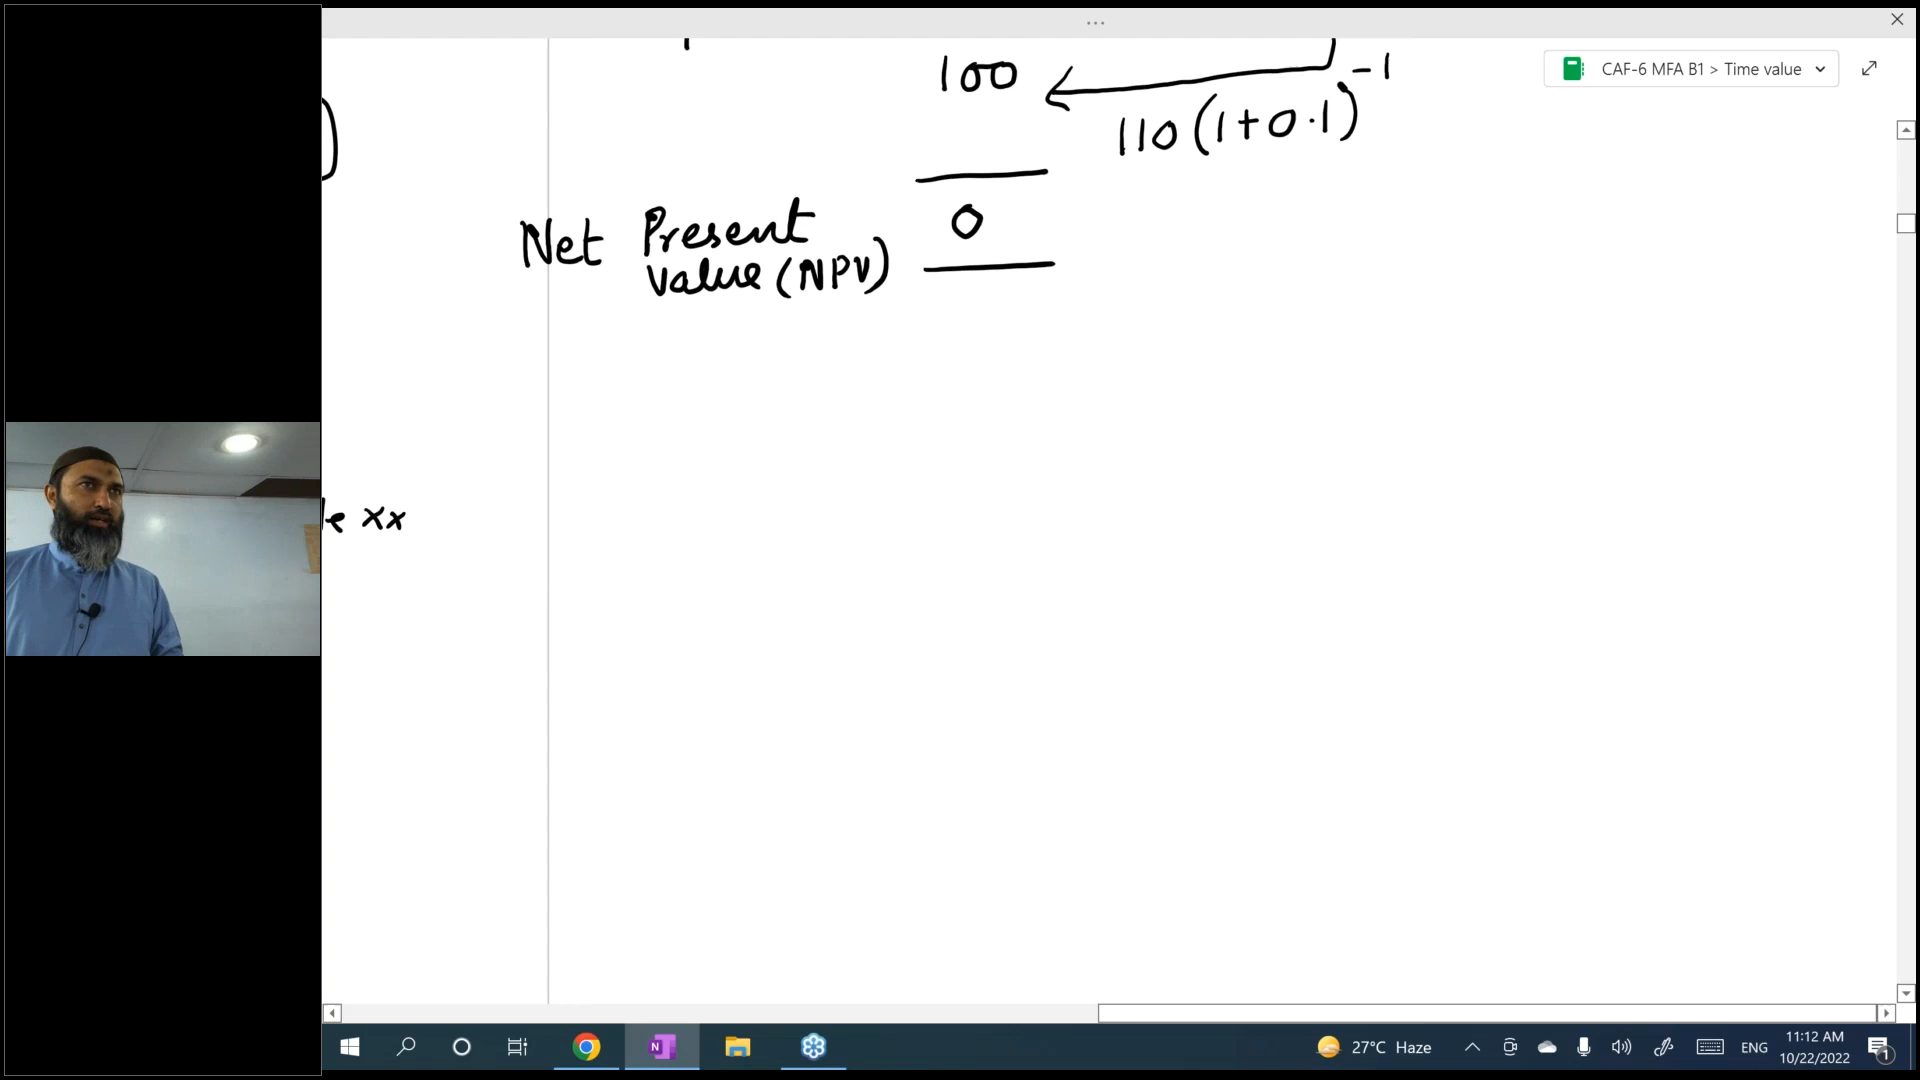 CAF-6 MFA B1 > Time value
100
110(1+0.1)^-1
Net Present 0
Value (NPV)
xx
27°C Haze
ENG
11:12 AM
10/22/2022
1